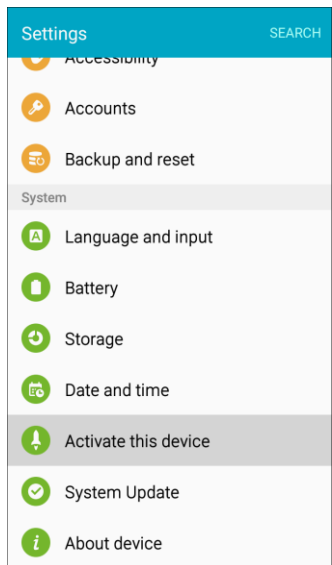 Settings
SEARCH
Accessibility
Accounts
Backup and reset
System
A
Language and input
Battery
Storage
Date and time
Activate this device
System Update
i
About device